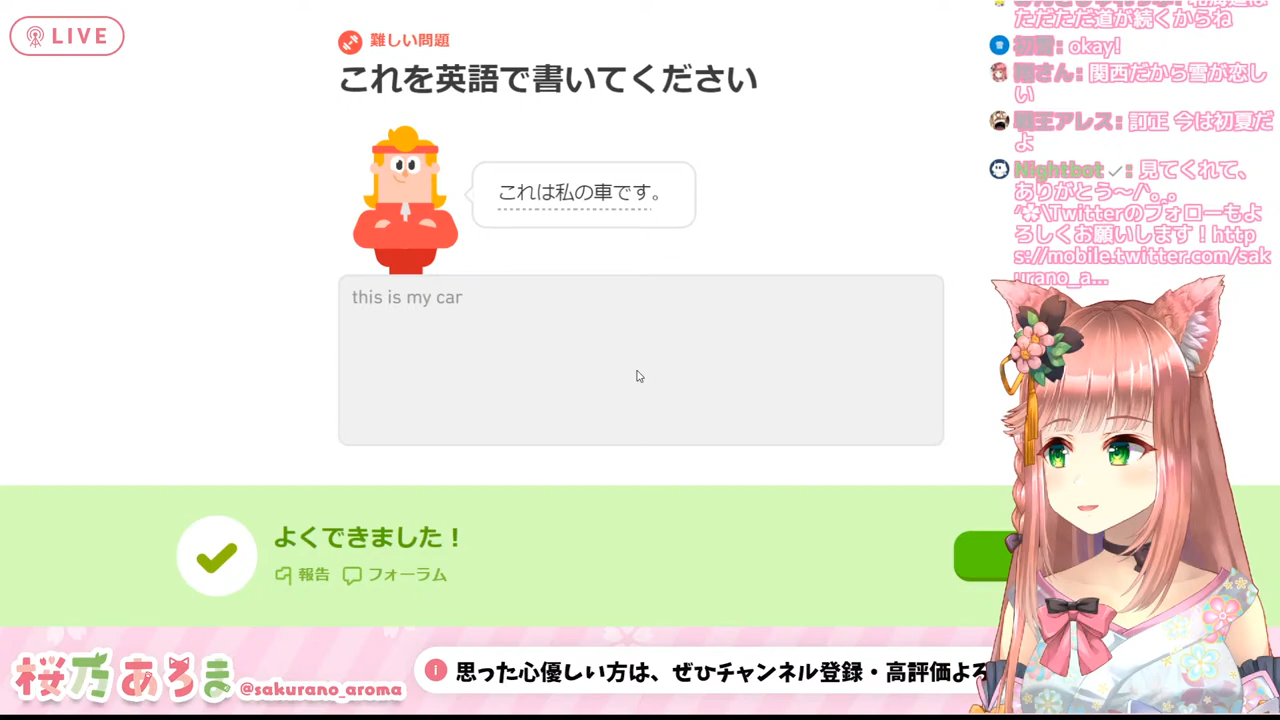 LIVE
難しい問題
これを英語で書いてください
これは私の車です。
this is my car
よくできました！
報告 フォーラム
桜乃あろま
@sakurano_aroma
思った心優しい方は、ぜひチャンネル登録・高評価よろ
ただただ道が続くからね
初雪: okay!
関西だから雪が恋し
い
覇王アレス: 訂正 今は初夏だ
よ
Nightbot ✓: 見てくれて、
ありがとう～
\Twitterのフォローもよ
ろしくお願いします！http
s://mobile.twitter.com/sak
urano_a...